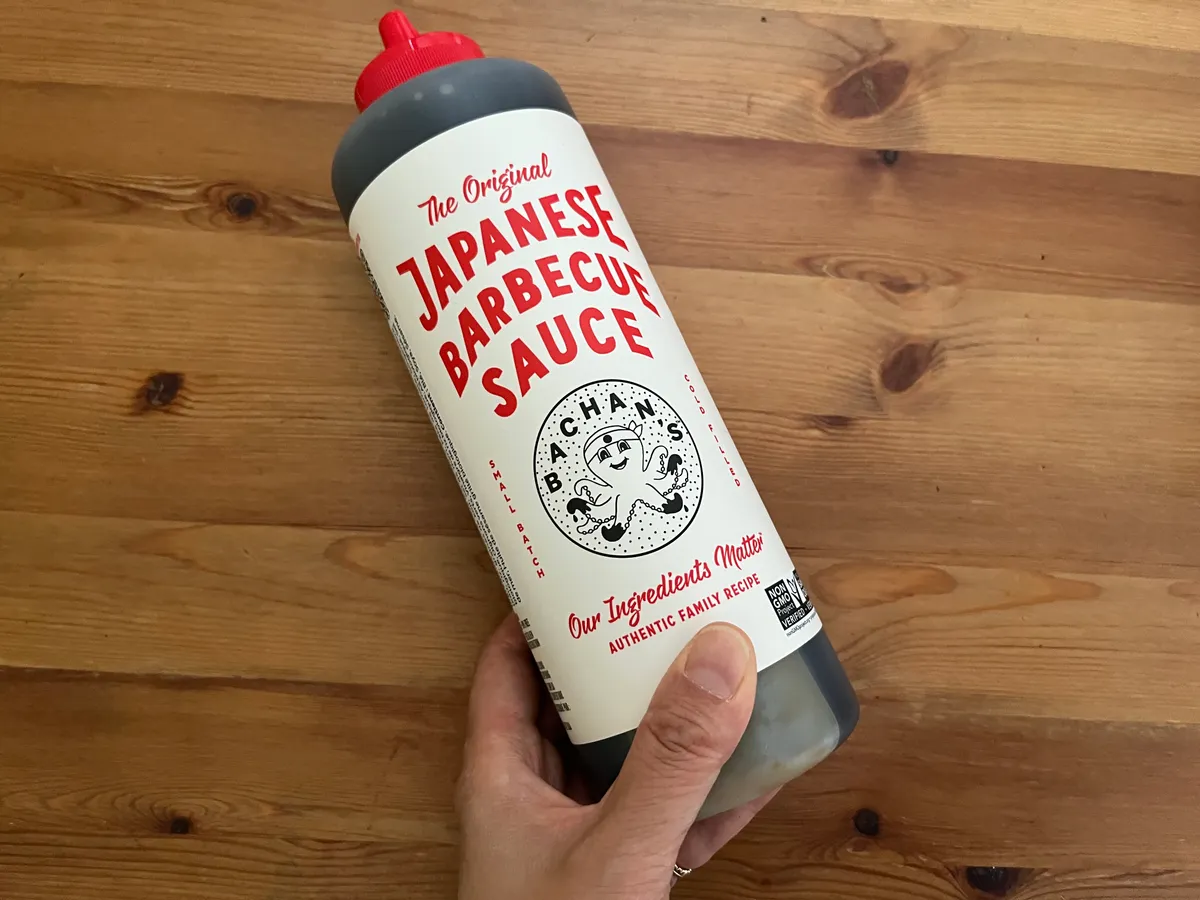 The Original
JAPANESE
BARBECUE
SAUCE
BACHAN'S
COLD FILLED
SMALL BATCH
Our Ingredients Matter
AUTHENTIC FAMILY RECIPE
NON
GMO
Project
VERIFIED